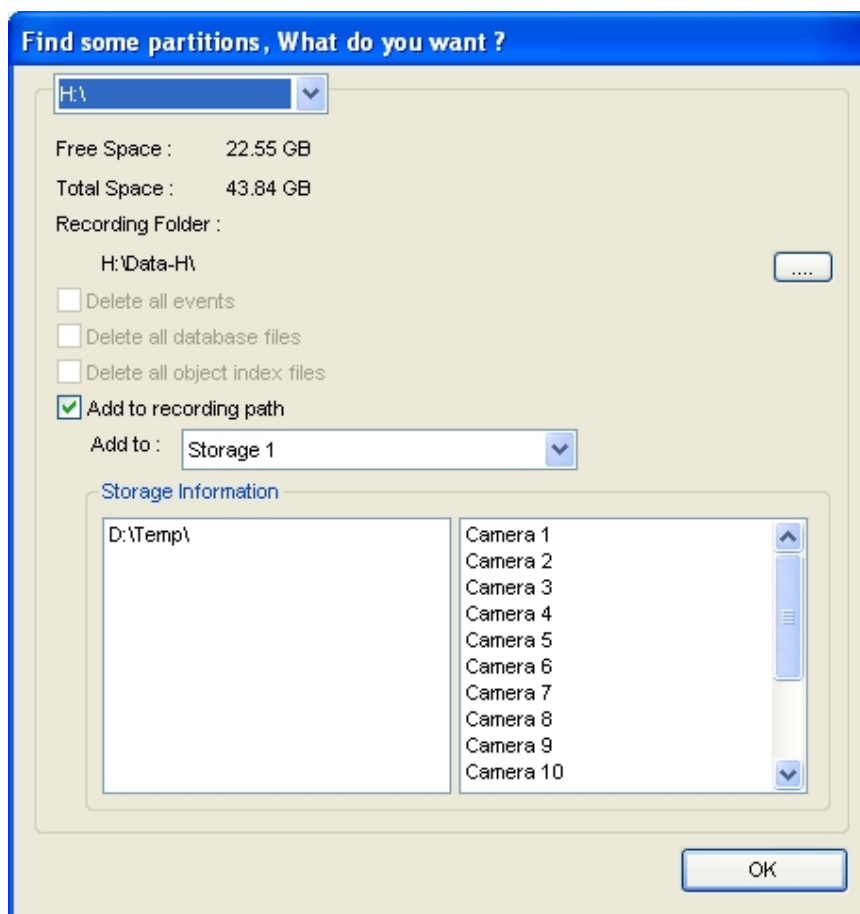 Find some partitions, What do you want ?
H:\
Free Space : 22.55 GB
Total Space : 43.84 GB
Recording Folder :
H:\Data-H\
....
Delete all events
Delete all database files
Delete all object index files
Add to recording path
Add to : Storage 1
Storage Information
D:\Temp\
Camera 1
Camera 2
Camera 3
Camera 4
Camera 5
Camera 6
Camera 7
Camera 8
Camera 9
Camera 10
OK